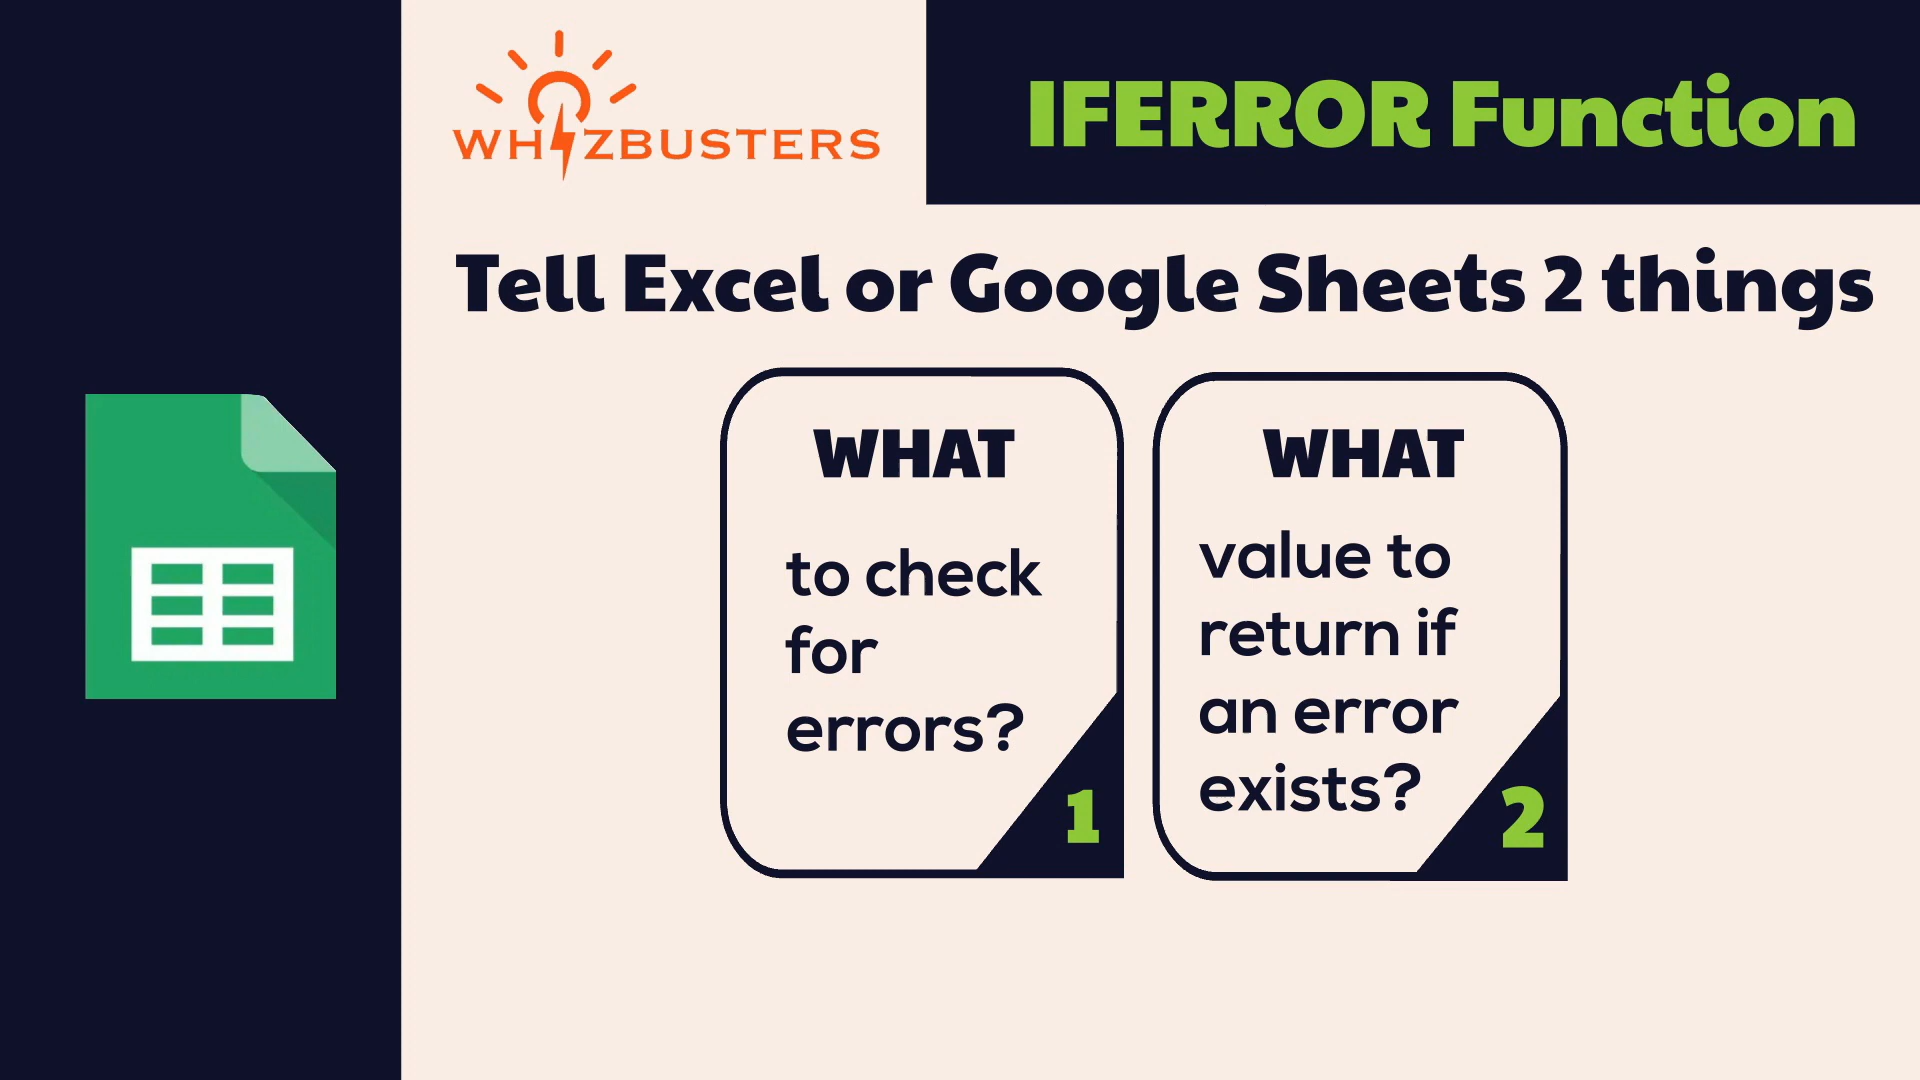 WHIZBUSTERS
IFERROR Function
Tell Excel or Google Sheets 2 things
WHAT
to check
for
errors?
1
WHAT
value to
return if
an error
exists?
2